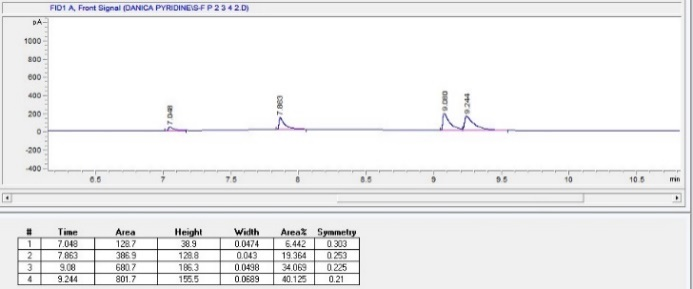 FID1 A, Front Signal (DANICA PYRIDINE\S-F P 2 3 4 2.D)
pA
1000
800
600
400
200
0
-200
-400
7.048
7.863
9.080
9.244
6.5 7 7.5 8 8.5 9 9.5 10 10.5 min
# Time Area Height Width Area% Symmetry
1 7.048 128.7 38.9 0.0474 6.442 0.303
2 7.863 386.9 128.8 0.043 19.364 0.253
3 9.08 680.7 186.3 0.0498 34.069 0.225
4 9.244 801.7 155.5 0.0689 40.125 0.21